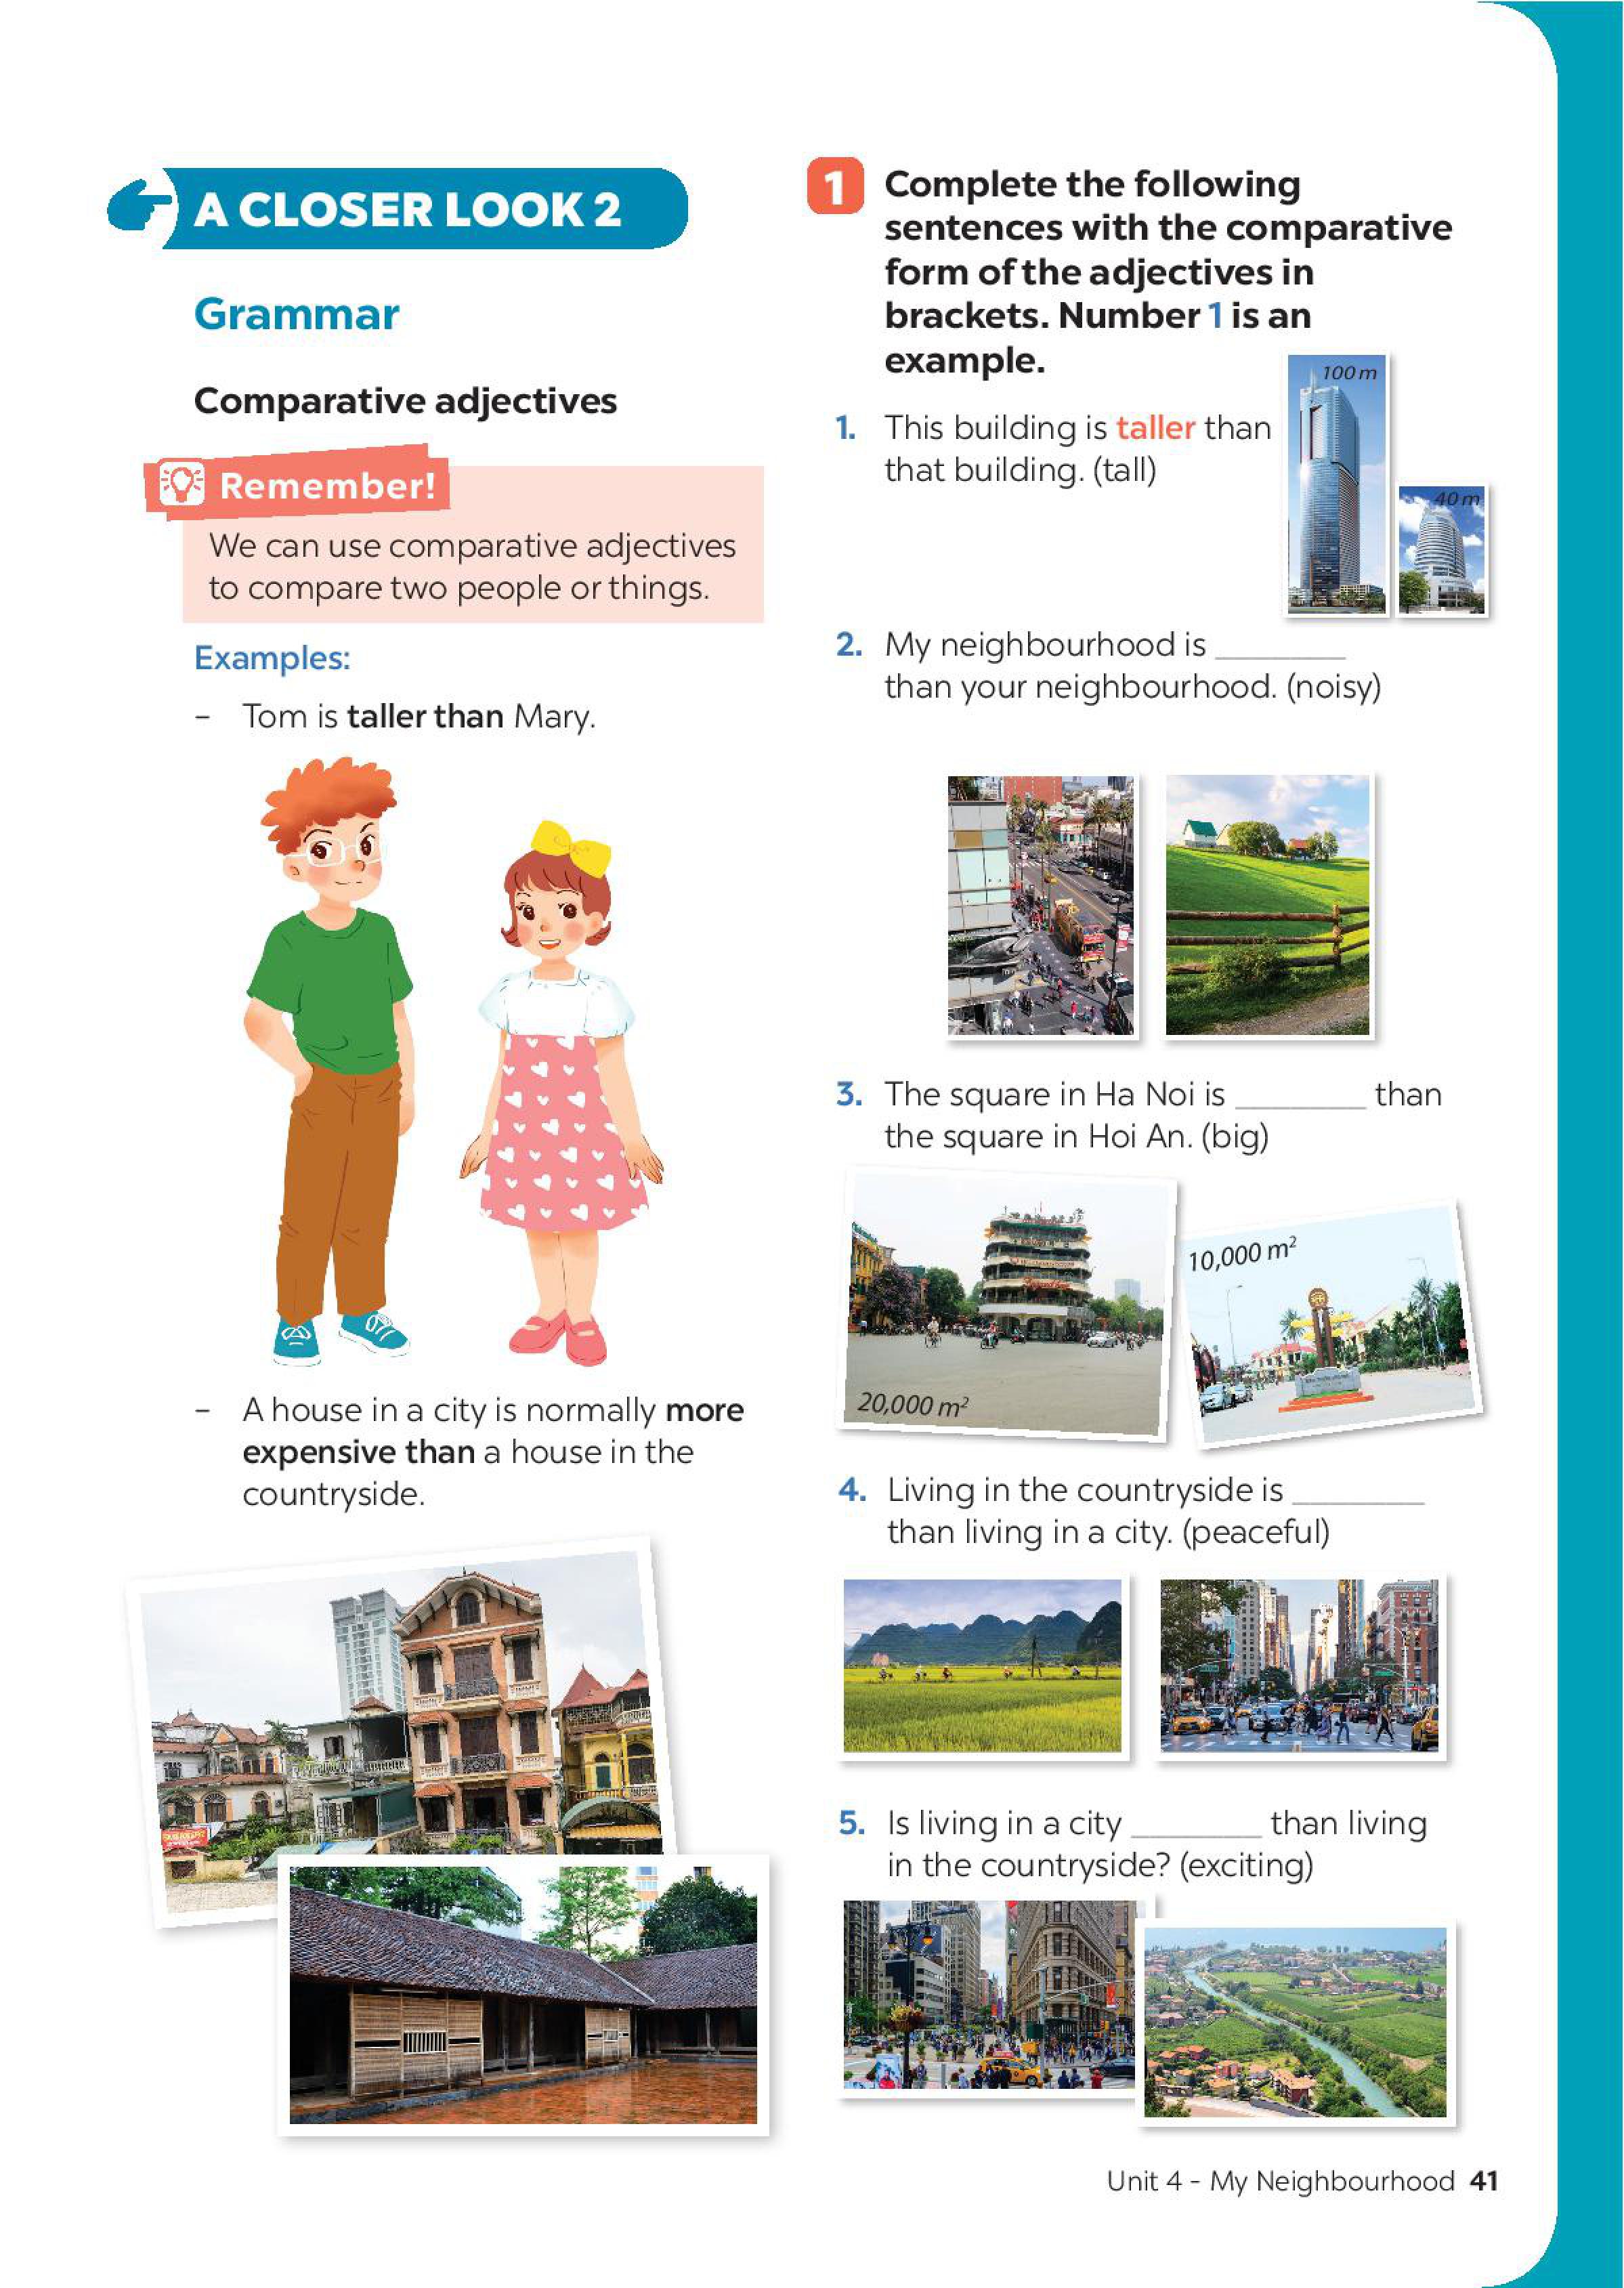 A CLOSER LOOK 2
Grammar
Comparative adjectives
Remember!
We can use comparative adjectives
to compare two people or things.
Examples:
– Tom is taller than Mary.
– A house in a city is normally more
expensive than a house in the
countryside.
1 Complete the following
sentences with the comparative
form of the adjectives in
brackets. Number 1 is an
example.
1. This building is taller than
that building. (tall)
100 m
40 m
2. My neighbourhood is ________
than your neighbourhood. (noisy)
3. The square in Ha Noi is ________ than
the square in Hoi An. (big)
20,000 m²
10,000 m²
4. Living in the countryside is ________
than living in a city. (peaceful)
5. Is living in a city ________ than living
in the countryside? (exciting)
Unit 4 - My Neighbourhood 41